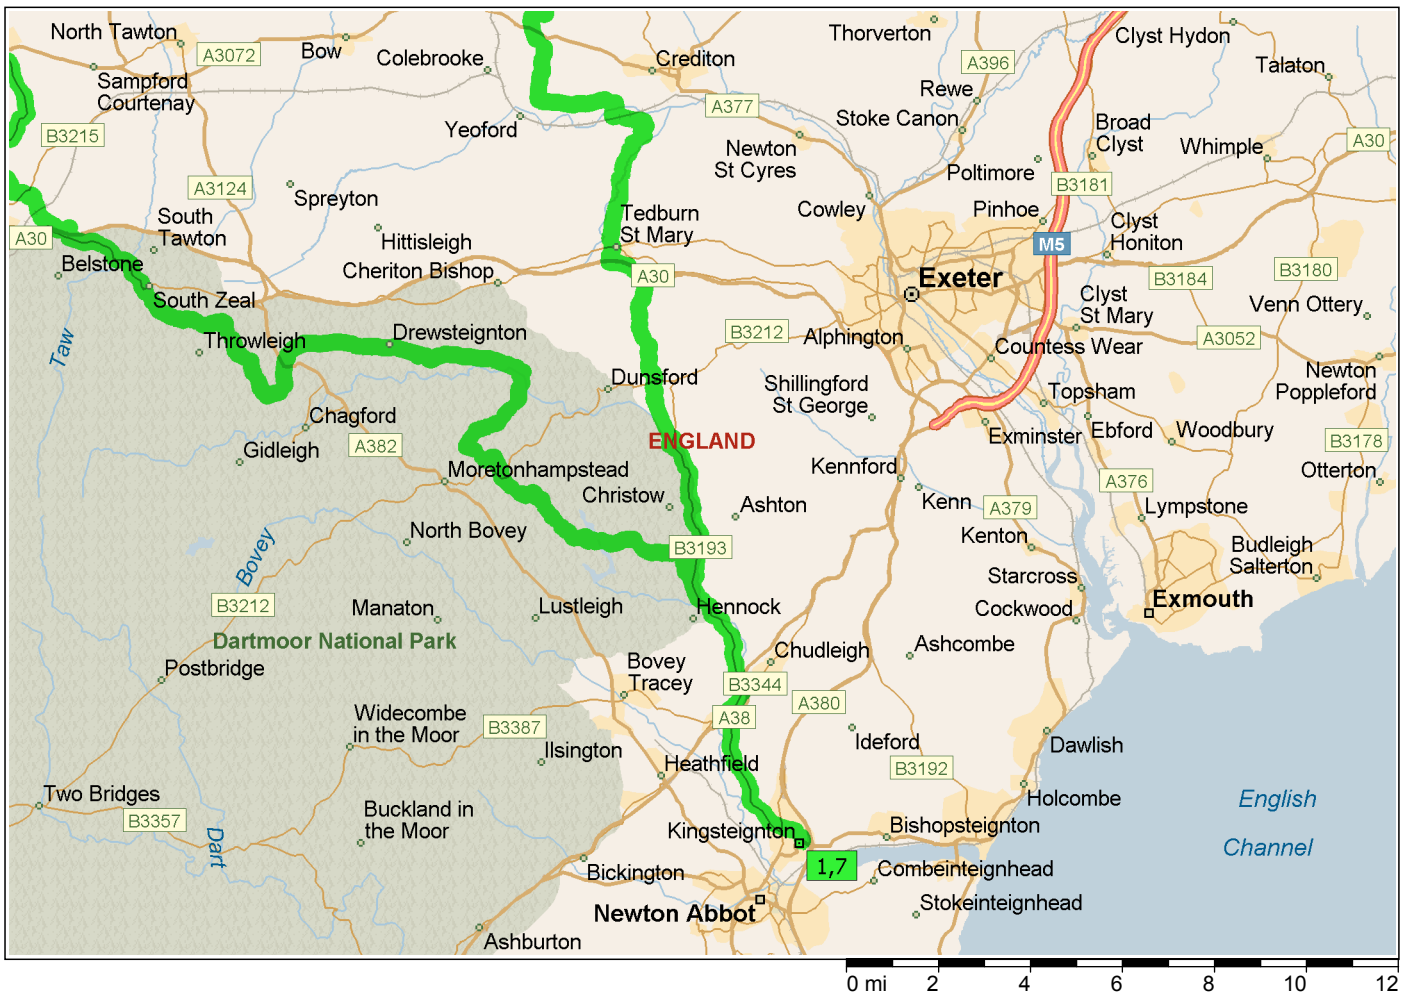 North Tawton
A3072
Bow
Colebrooke
Crediton
Thorverton
A396
Clyst Hydon
Talaton
Sampford
Courtenay
Rewe
A377
Stoke Canon
Yeoford
B3215
Broad
Clyst
A30
Whimple
Newton
St Cyres
Poltimore
B3181
A3124
Spreyton
Cowley
Pinhoe
South
Tawton
Tedburn
St Mary
Clyst
Honiton
A30
Hittisleigh
M5
Belstone
Cheriton Bishop
A30
Exeter
B3184
B3180
South Zeal
Clyst
St Mary
Venn Ottery
Taw
Throwleigh
Drewsteignton
B3212
Alphington
Countess Wear
A3052
Newton
Poppleford
Dunsford
Shillingford
St George
Topsham
Chagford
ENGLAND
Exminster
Ebford
Woodbury
B3178
A382
Gidleigh
Moretonhampstead
Kennford
Otterton
A376
Christow
Ashton
Kenn
A379
Lympstone
North Bovey
Kenton
Bovey
B3193
Budleigh
Salterton
Starcross
B3212
Manaton
Lustleigh
Hennock
Cockwood
Exmouth
Dartmoor National Park
Chudleigh
Ashcombe
Postbridge
Bovey
Tracey
B3344
A380
Widecombe
in the Moor
B3387
A38
Ilsington
Ideford
Dawlish
Heathfield
B3192
Two Bridges
Holcombe
English
Channel
B3357
Buckland in
the Moor
Dart
Kingsteignton
Bishopsteignton
1,7
Bickington
Combeinteignhead
Newton Abbot
Stokeinteignhead
Ashburton
0 mi 2 4 6 8 10 12